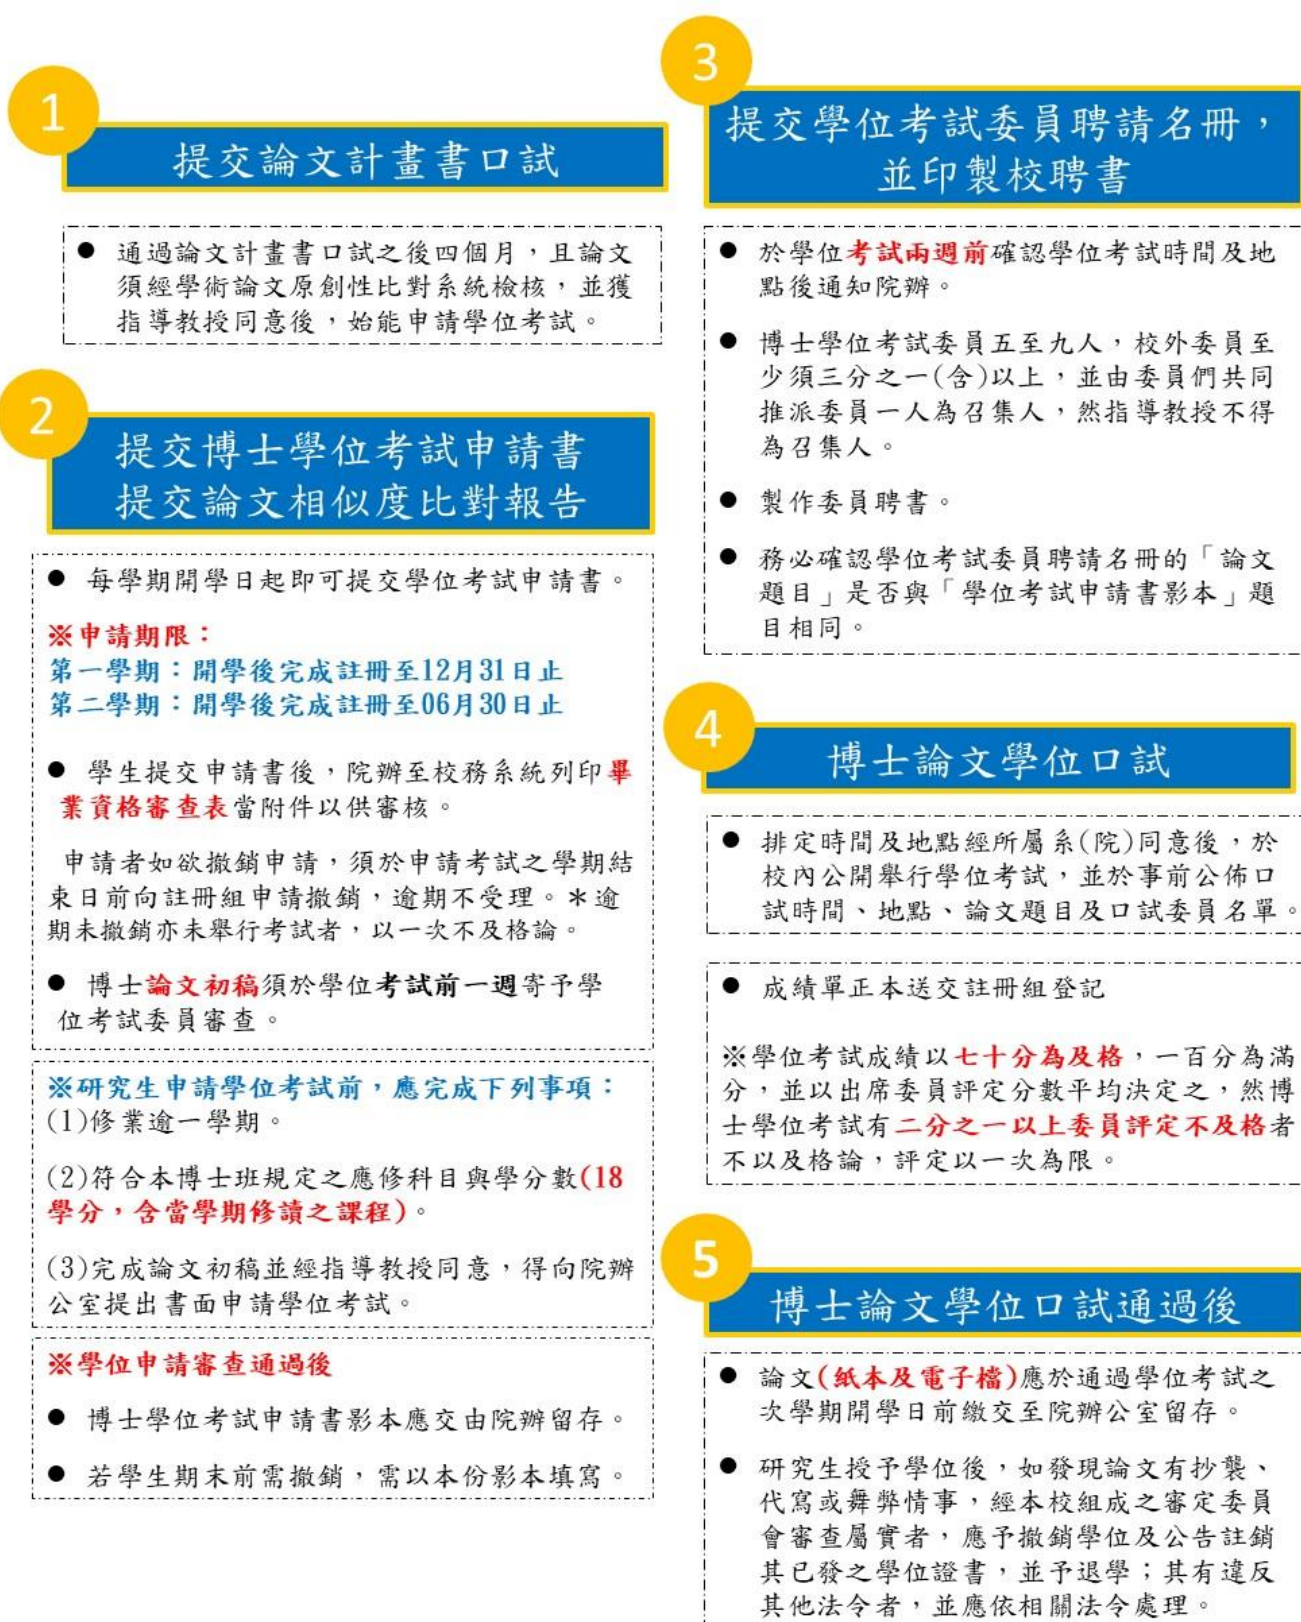 1
提交論文計畫書口試
● 通過論文計畫書口試之後四個月，且論文
須經學術論文原創性比對系統檢核，並獲
指導教授同意後，始能申請學位考試。
2
提交博士學位考試申請書
提交論文相似度比對報告
● 每學期開學日起即可提交學位考試申請書。
※申請期限：
第一學期：開學後完成註冊至12月31日止
第二學期：開學後完成註冊至06月30日止
● 學生提交申請書後，院辦至校務系統列印畢
業資格審查表當附件以供審核。
申請者如欲撤銷申請，須於申請考試之學期結
束日前向註冊組申請撤銷，逾期不受理。＊逾
期未撤銷亦未舉行考試者，以一次不及格論。
● 博士論文初稿須於學位考試前一週寄予學
位考試委員審查。
※研究生申請學位考試前，應完成下列事項：
(1)修業逾一學期。
(2)符合本博士班規定之應修科目與學分數(18
學分，含當學期修讀之課程)。
(3)完成論文初稿並經指導教授同意，得向院辦
公室提出書面申請學位考試。
※學位申請審查通過後
● 博士學位考試申請書影本應交由院辦留存。
● 若學生期末前需撤銷，需以本份影本填寫。
3
提交學位考試委員聘請名冊，
並印製校聘書
● 於學位考試兩週前確認學位考試時間及地
點後通知院辦。
● 博士學位考試委員五至九人，校外委員至
少須三分之一(含)以上，並由委員們共同
推派委員一人為召集人，然指導教授不得
為召集人。
● 製作委員聘書。
● 務必確認學位考試委員聘請名冊的「論文
題目」是否與「學位考試申請書影本」題
目相同。
4
博士論文學位口試
● 排定時間及地點經所屬系(院)同意後，於
校內公開舉行學位考試，並於事前公佈口
試時間、地點、論文題目及口試委員名單。
● 成績單正本送交註冊組登記
※學位考試成績以七十分為及格，一百分為滿
分，並以出席委員評定分數平均決定之，然博
士學位考試有二分之一以上委員評定不及格者
不以及格論，評定以一次為限。
5
博士論文學位口試通過後
● 論文(紙本及電子檔)應於通過學位考試之
次學期開學日前繳交至院辦公室留存。
● 研究生授予學位後，如發現論文有抄襲、
代寫或舞弊情事，經本校組成之審定委員
會審查屬實者，應予撤銷學位及公告註銷
其已發之學位證書，並予退學；其有違反
其他法令者，並應依相關法令處理。